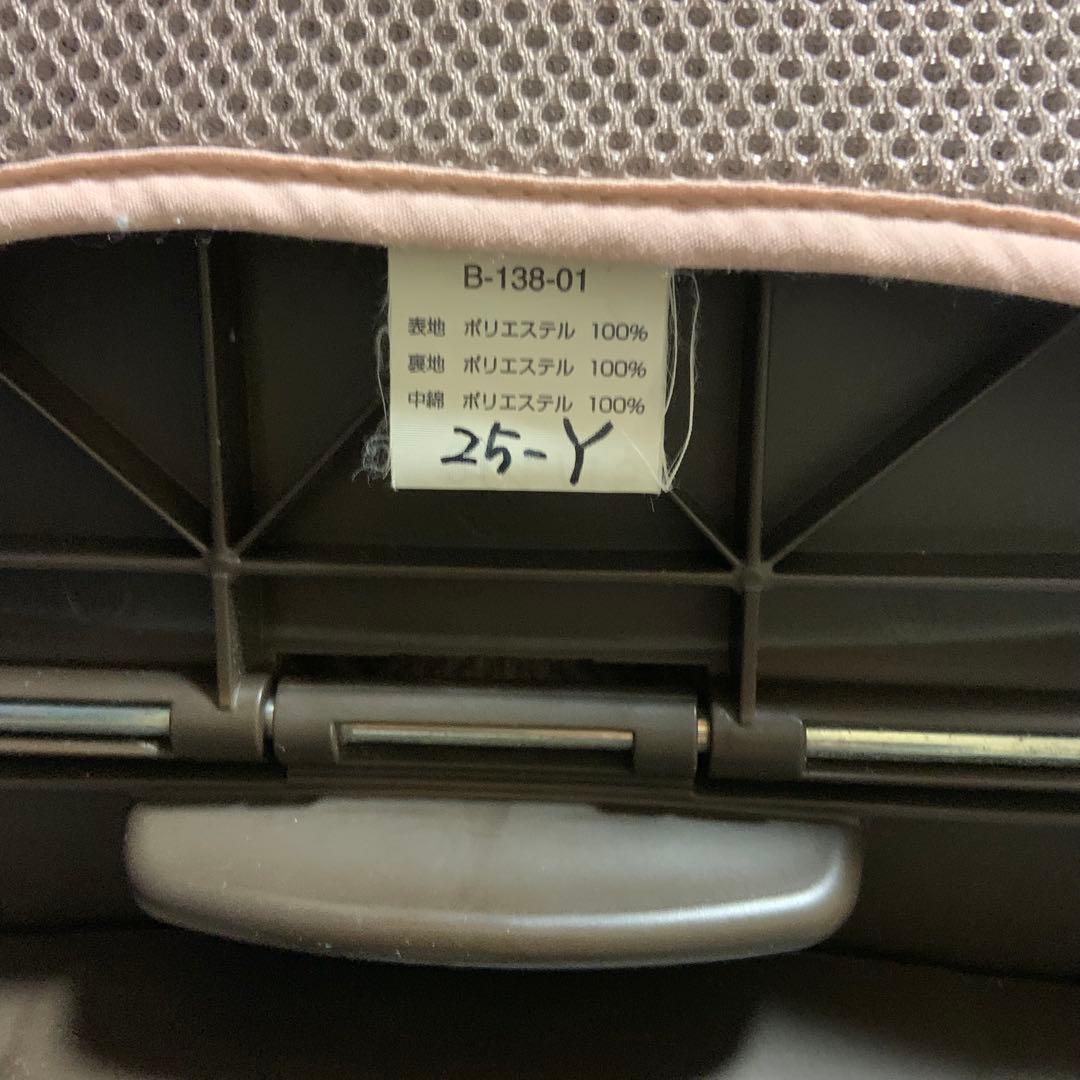 B-138-01
表地 ポリエステル 100%
裏地 ポリエステル 100%
中綿 ポリエステル 100%
25-Y